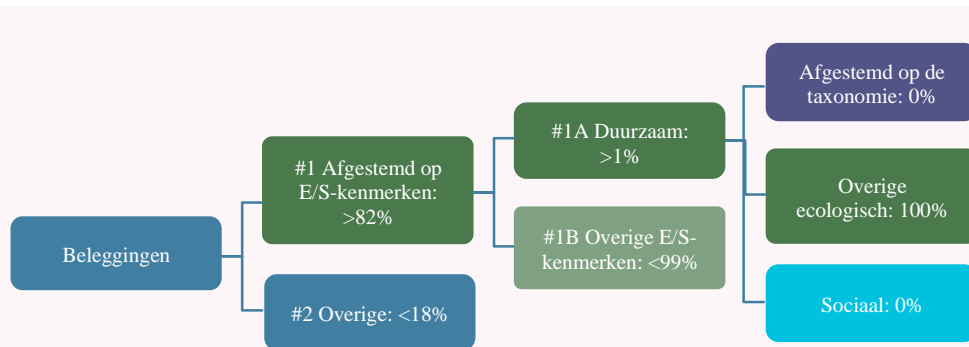 Beleggingen
#1 Afgestemd op
E/S-kenmerken:
>82%
#2 Overige: <18%
#1A Duurzaam:
>1%
#1B Overige E/S-
kenmerken: <99%
Afgestemd op de
taxonomie: 0%
Overige
ecologisch: 100%
Sociaal: 0%